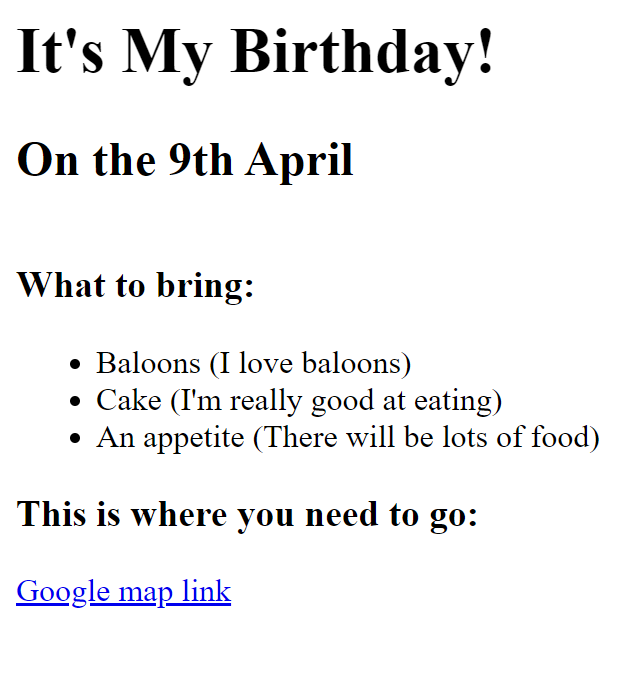 It's My Birthday!
On the 9th April
What to bring:
Baloons (I love baloons)
Cake (I'm really good at eating)
An appetite (There will be lots of food)
This is where you need to go:
Google map link